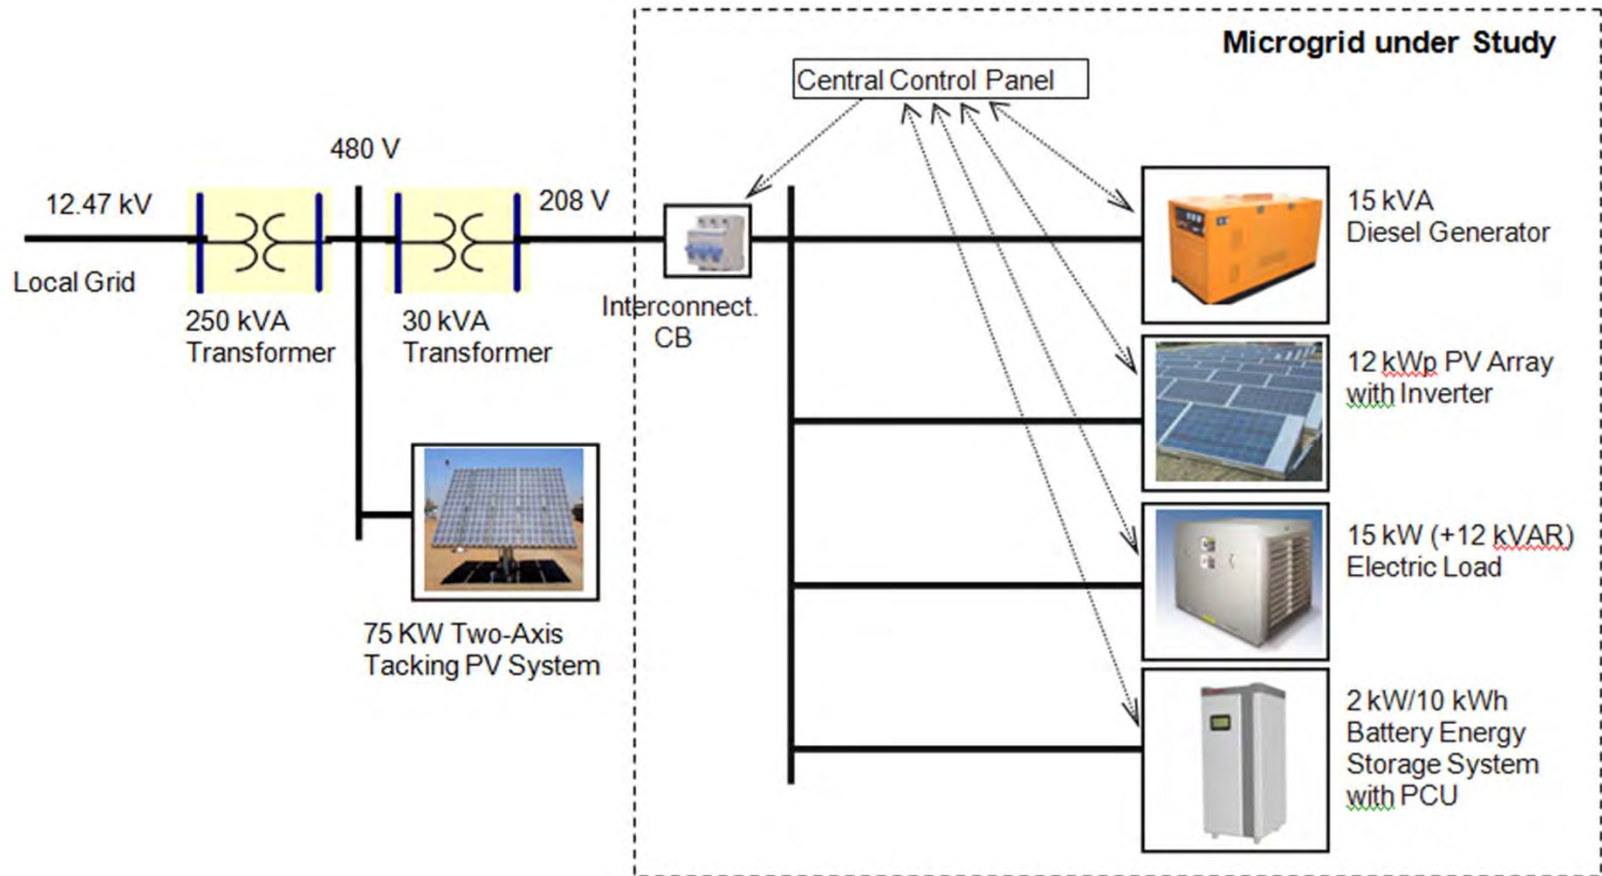 Microgrid under Study
Central Control Panel
480 V
12.47 kV
208 V
Local Grid
250 kVA
Transformer
30 kVA
Transformer
Interconnect.
CB
15 kVA
Diesel Generator
12 kWp PV Array
with Inverter
15 kW (+12 kVAR)
Electric Load
75 KW Two-Axis
Tacking PV System
2 kW/10 kWh
Battery Energy
Storage System
with PCU